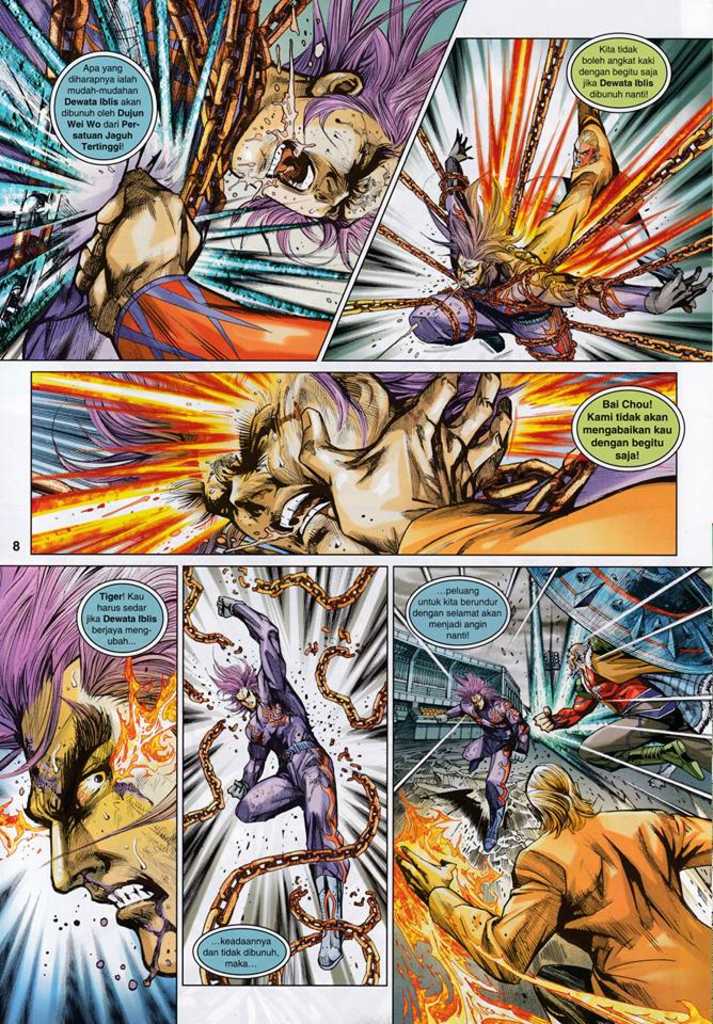 Apa yang
diharapnya ialah
mudah-mudahan
Dewata Iblis akan
dibunuh oleh Dujun
Wei Wo dari Per-
satuan Jaguh
Tertinggi!
Kita tidak
boleh angkat kaki
dengan begitu saja
jika Dewata Iblis
dibunuh nanti!
Bai Chou!
Kami tidak akan
mengabaikan kau
dengan begitu
saja!
8
Tiger! Kau
harus sedar
jika Dewata Iblis
berjaya meng-
ubah...
...keadaannya
dan tidak dibunuh,
maka...
...peluang
untuk kita berundur
dengan selamat akan
menjadi angin
nanti!